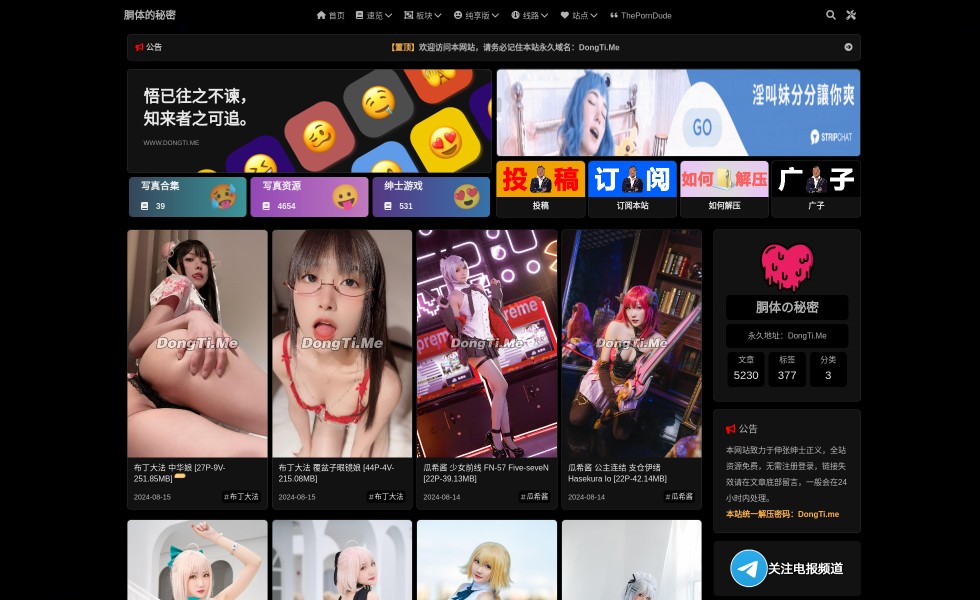 胴体的秘密
首页 速览 板块 纯享版 线路 站点 ThePornDude
公告
【置顶】欢迎访问本网站，请务必记住本站永久域名：DongTi.Me
悟已往之不谏，
知来者之可追。
WWW.DONGTI.ME
淫叫妹分分讓你爽
GO
STRIPCHAT
写真合集
39
写真资源
4654
绅士游戏
531
投稿
订阅
如何解压
广子
投稿
订阅本站
如何解压
广子
DongTi.Me
DongTi.Me
DongTi.Me
DongTi.Me
布丁大法 中华娘 [27P-9V-
251.85MB]
2024-08-15
#布丁大法
布丁大法 覆盆子眼镜娘 [44P-4V-
215.08MB]
2024-08-15
#布丁大法
瓜希酱 少女前线 FN-57 Five-seveN
[22P-39.13MB]
2024-08-14
#瓜希酱
瓜希酱 公主连结 支仓伊绪
Hasekura Io [22P-42.14MB]
2024-08-14
#瓜希酱
胴体の秘密
永久地址：DongTi.Me
文章 标签 分类
5230 377 3
公告
本网站致力于伸张绅士正义，全站
资源免费，无需注册登录，链接失
效请在文章底部留言，一般会在24
小时内处理。
本站统一解压密码：DongTi.me
关注电报频道